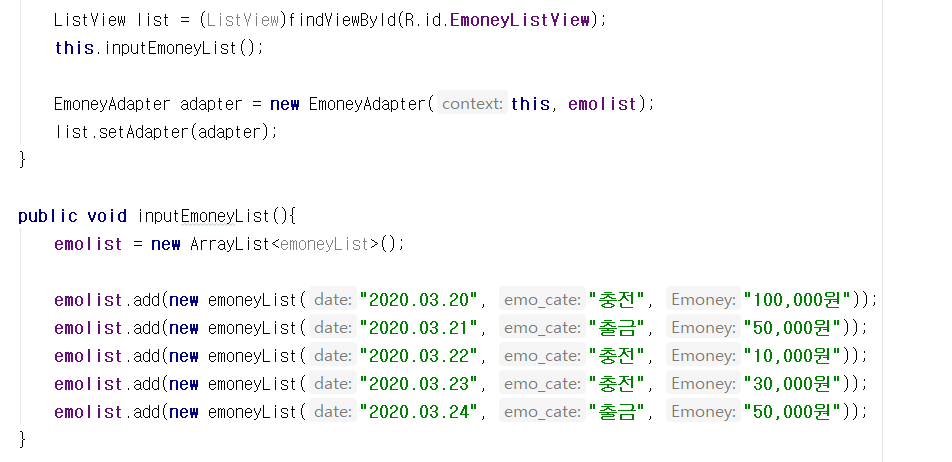 ListView list = (ListView)findViewById(R.id.EmoneyListView);
this.inputEmoneyList();
EmoneyAdapter adapter = new EmoneyAdapter( context: this, emolist);
list.setAdapter(adapter);
}
public void inputEmoneyList(){
emolist = new ArrayList<emoneyList>();
emolist.add(new emoneyList( date: "2020.03.20", emo_cate: "충전", Emoney: "100,000원"));
emolist.add(new emoneyList( date: "2020.03.21", emo_cate: "출금", Emoney: "50,000원"));
emolist.add(new emoneyList( date: "2020.03.22", emo_cate: "충전", Emoney: "10,000원"));
emolist.add(new emoneyList( date: "2020.03.23", emo_cate: "충전", Emoney: "30,000원"));
emolist.add(new emoneyList( date: "2020.03.24", emo_cate: "출금", Emoney: "50,000원"));
}